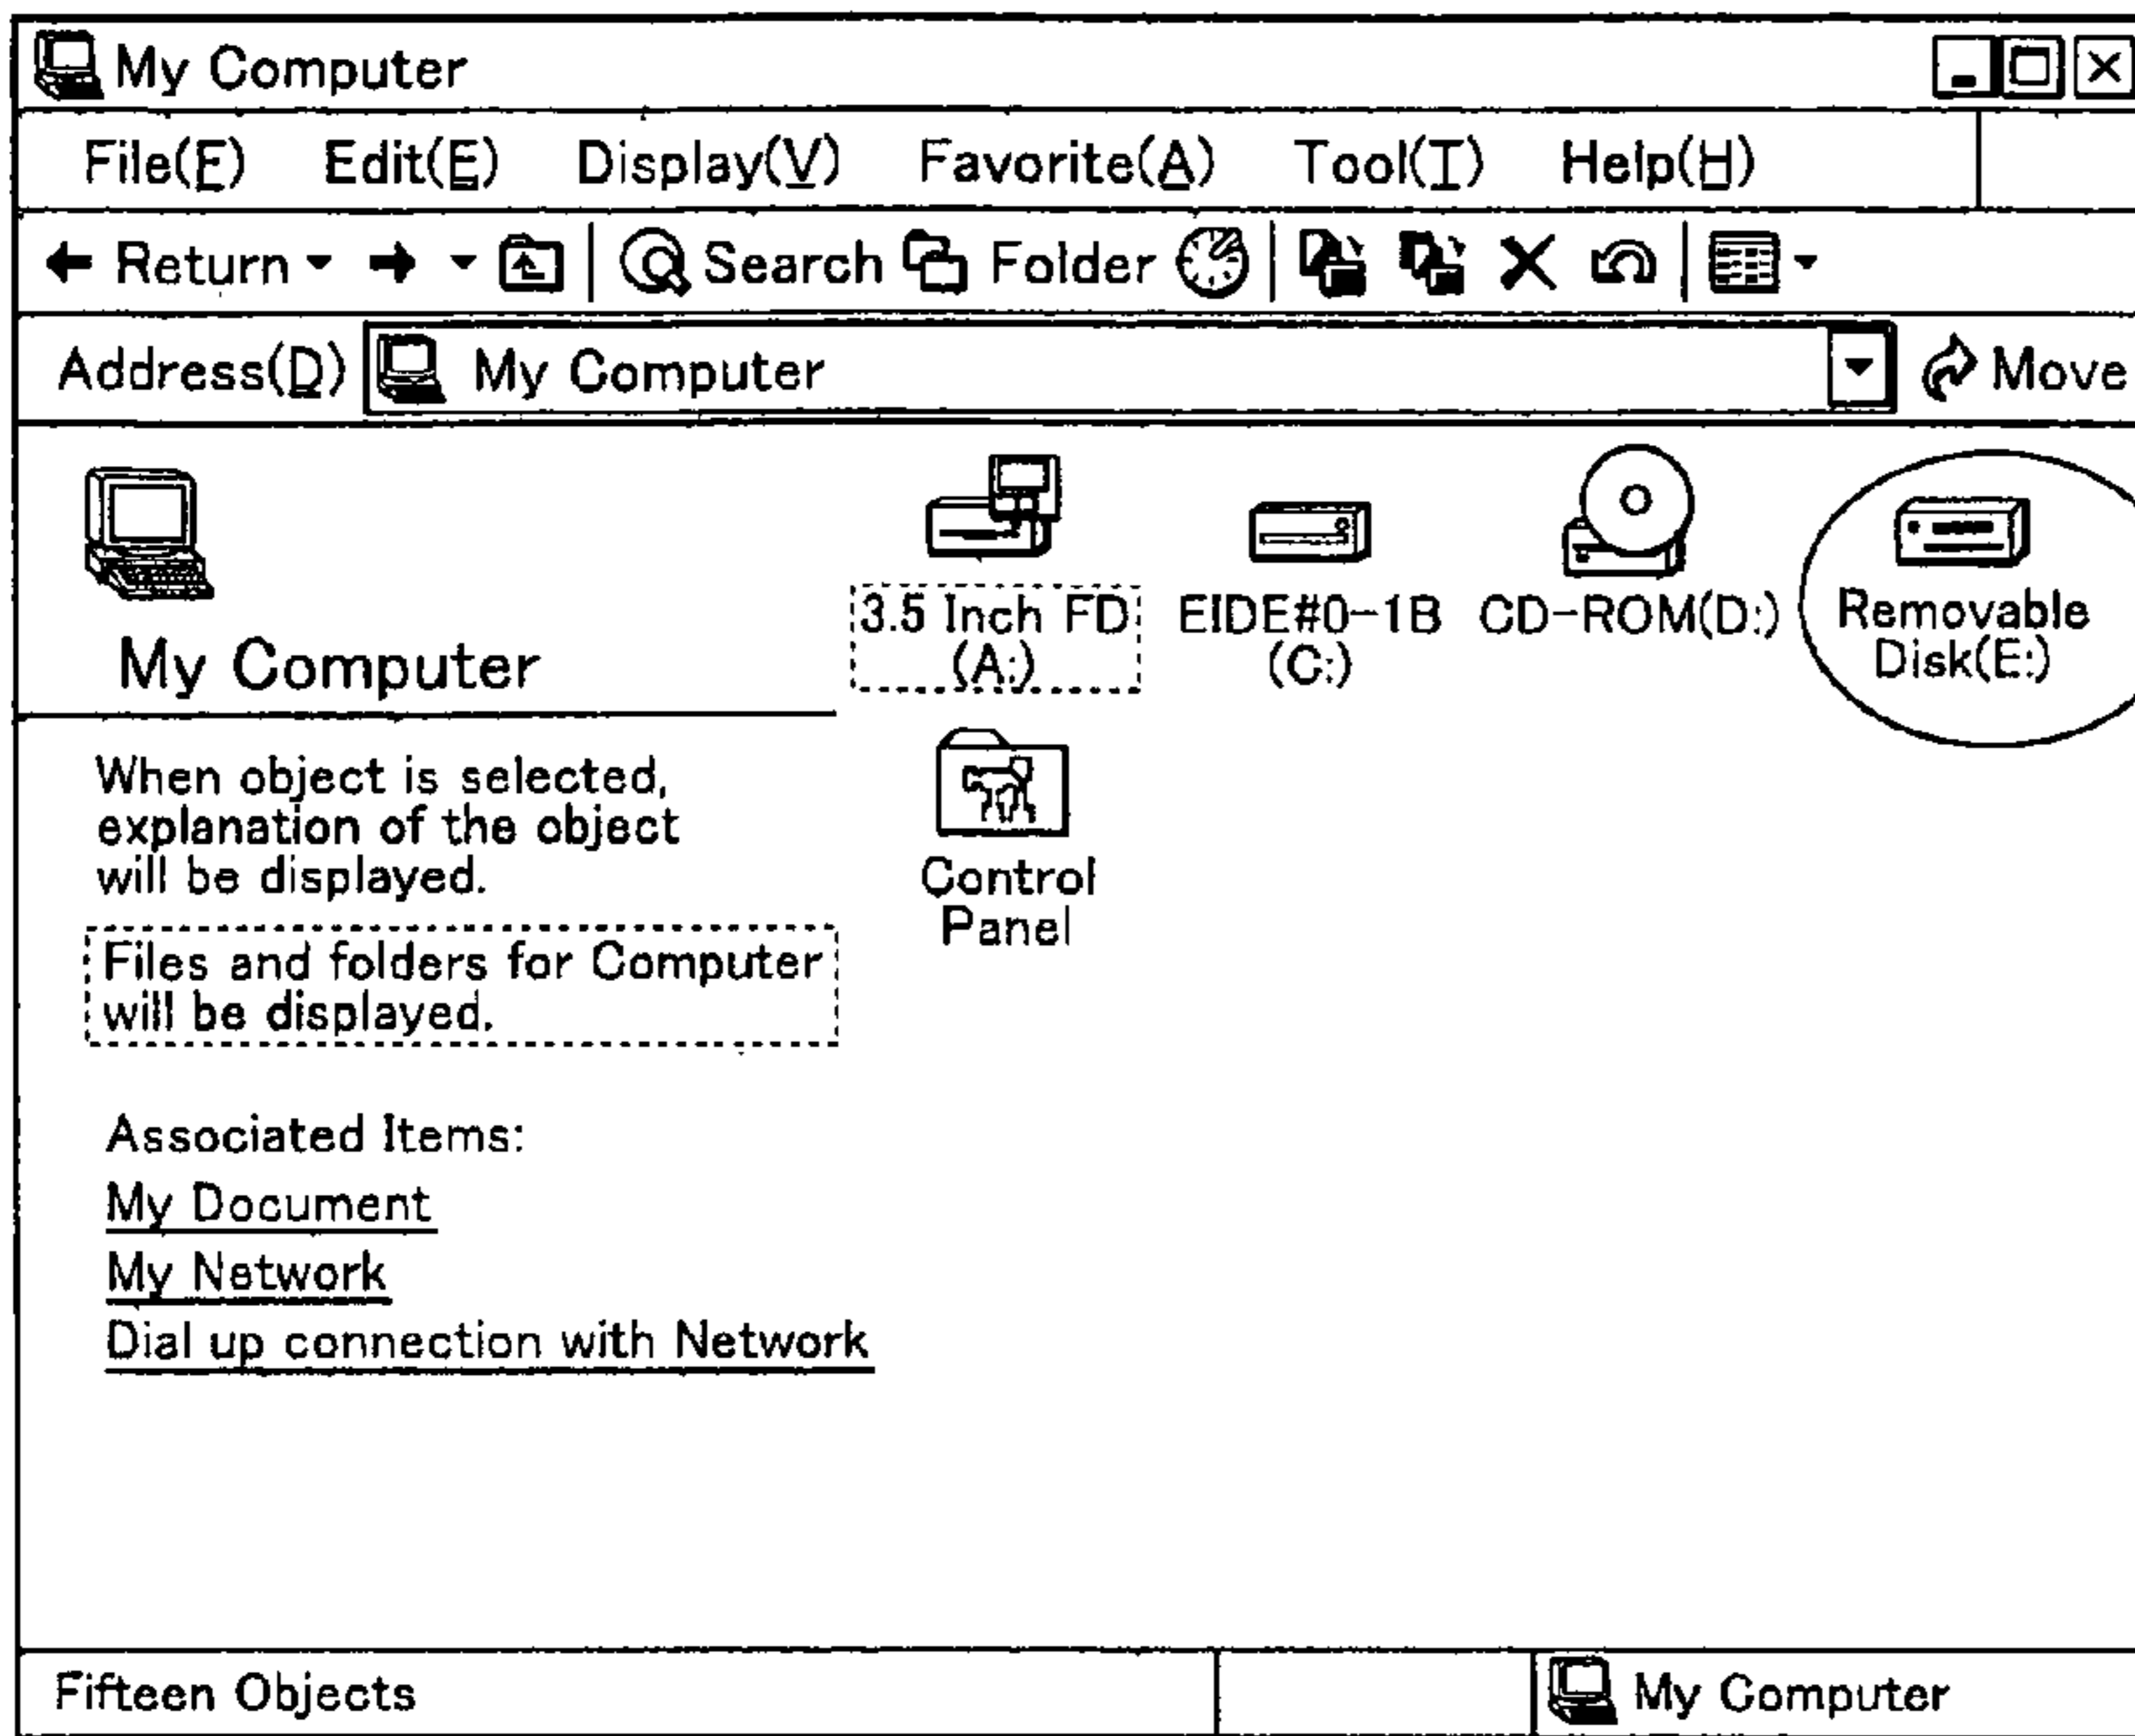 My Computer
File(F) Edit(E) Display(V) Favorite(A) Tool(T) Help(H)
Return Search Folder
Address(D) My Computer Move
3.5 Inch FD
(A:)
EIDE#0-1B
(C:)
CD-ROM(D:)
Removable
Disk(E:)
My Computer
Control
Panel
When object is selected,
explanation of the object
will be displayed.
Files and folders for Computer
will be displayed.
Associated Items:
My Document
My Network
Dial up connection with Network
Fifteen Objects My Computer